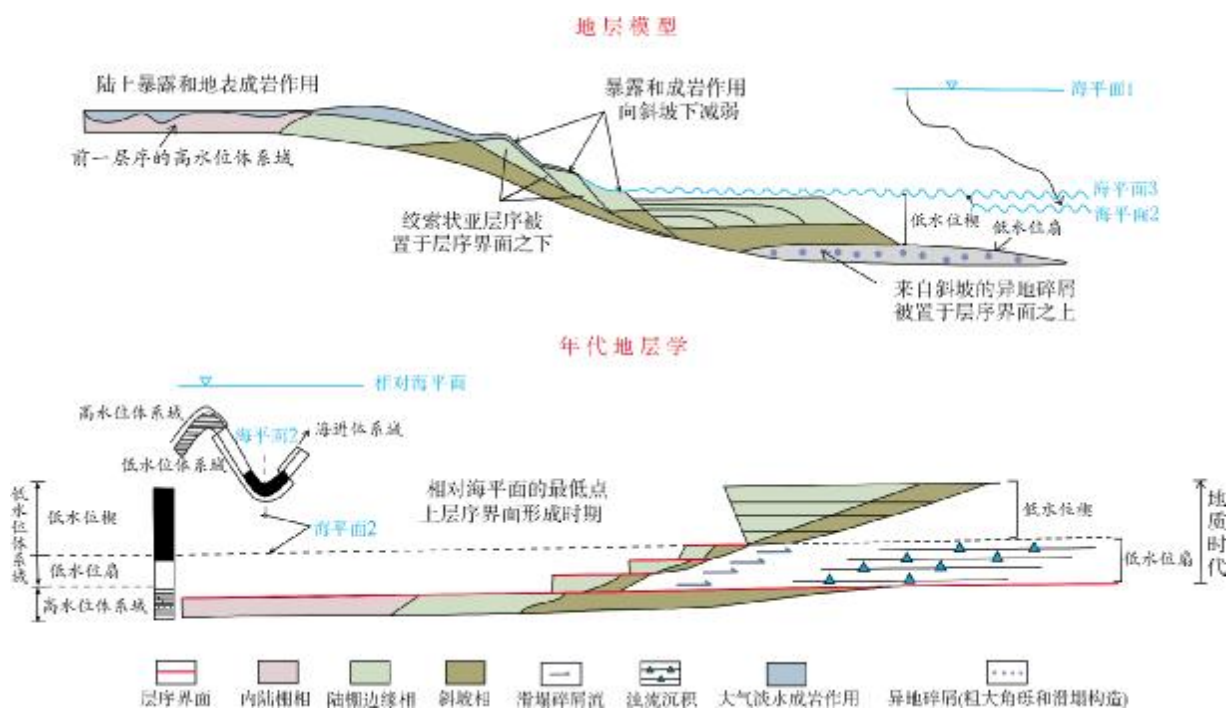 地层模型
陆上暴露和地表成岩作用
暴露和成岩作用
向斜坡下减弱
海平面1
前一层序的高水位体系域
海平面3
海平面2
绞索状亚层序被
置于层序界面之下
低水位楔
低水位扇
来自斜坡的异地碎屑
被置于层序界面之上
年代地层学
相对海平面
高水位体系域
海平面2
海进体系域
低水位体系域
相对海平面的最低点
上层序界面形成时期
低水位体系域
低水位楔
海平面2
低水位楔
地质时代
低水位扇
低水位扇
高水位体系域
层序界面
内陆棚相
陆棚边缘相
斜坡相
滑塌碎屑流
浊流沉积
大气淡水成岩作用
异地碎屑(粗大角砾和滑塌构造)